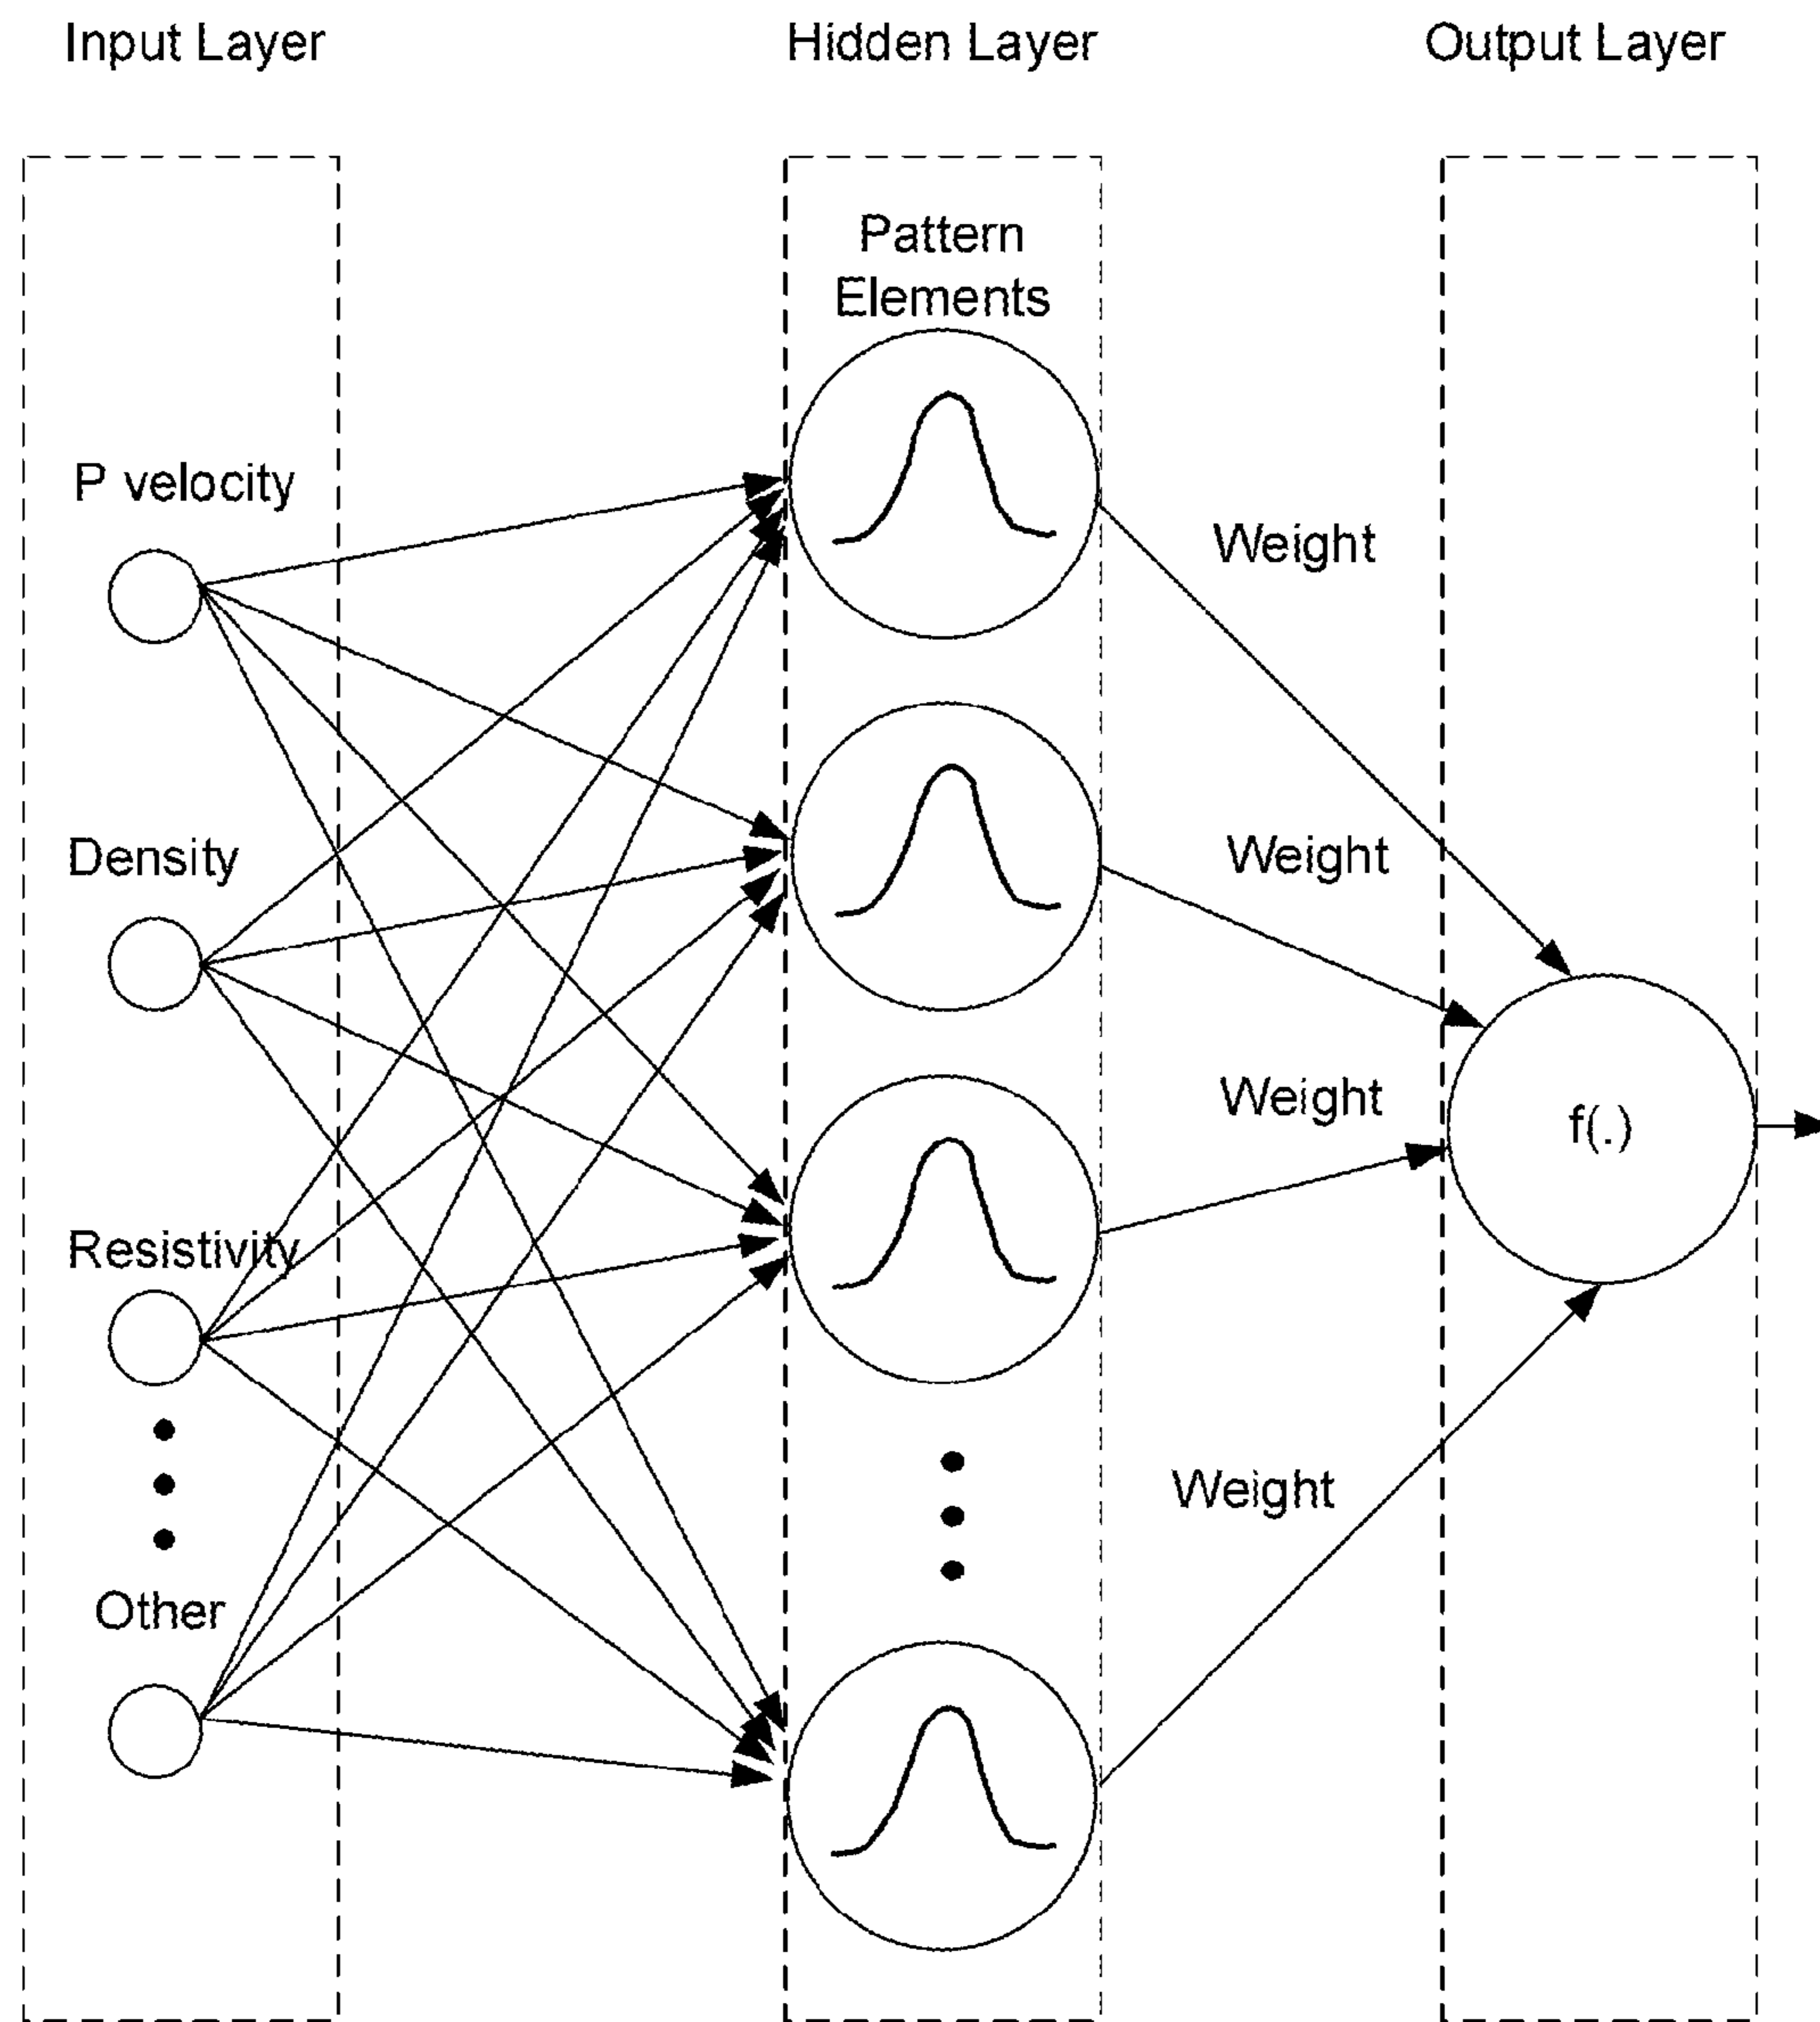 Input Layer
Hidden Layer
Output Layer
Pattern
Elements
P velocity
Density
Resistivity
Other
Weight
Weight
Weight
Weight
f(.)